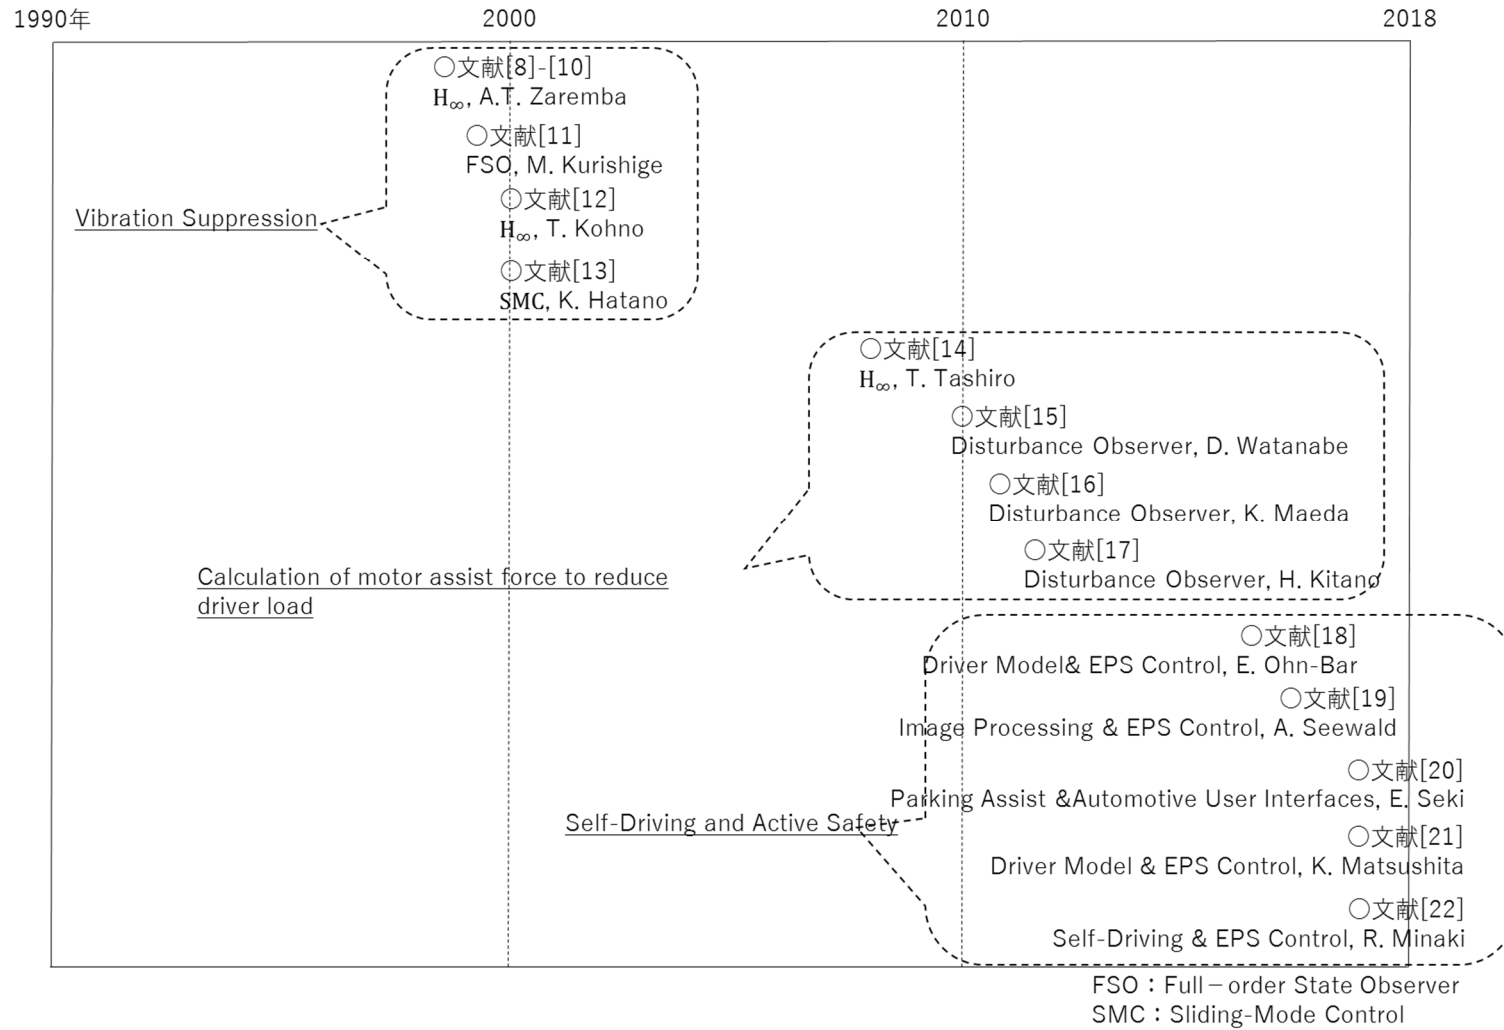 1990年 2000 2010 2018
○文献[8]-[10]
H∞, A.T. Zaremba
○文献[11]
FSO, M. Kurishige
○文献[12]
H∞, T. Kohno
○文献[13]
SMC, K. Hatano
Vibration Suppression
○文献[14]
H∞, T. Tashiro
○文献[15]
Disturbance Observer, D. Watanabe
○文献[16]
Disturbance Observer, K. Maeda
○文献[17]
Disturbance Observer, H. Kitano
Calculation of motor assist force to reduce
driver load
○文献[18]
Driver Model& EPS Control, E. Ohn-Bar
○文献[19]
Image Processing & EPS Control, A. Seewald
○文献[20]
Parking Assist &Automotive User Interfaces, E. Seki
Self-Driving and Active Safety
○文献[21]
Driver Model & EPS Control, K. Matsushita
○文献[22]
Self-Driving & EPS Control, R. Minaki
FSO：Full－order State Observer
SMC：Sliding-Mode Control